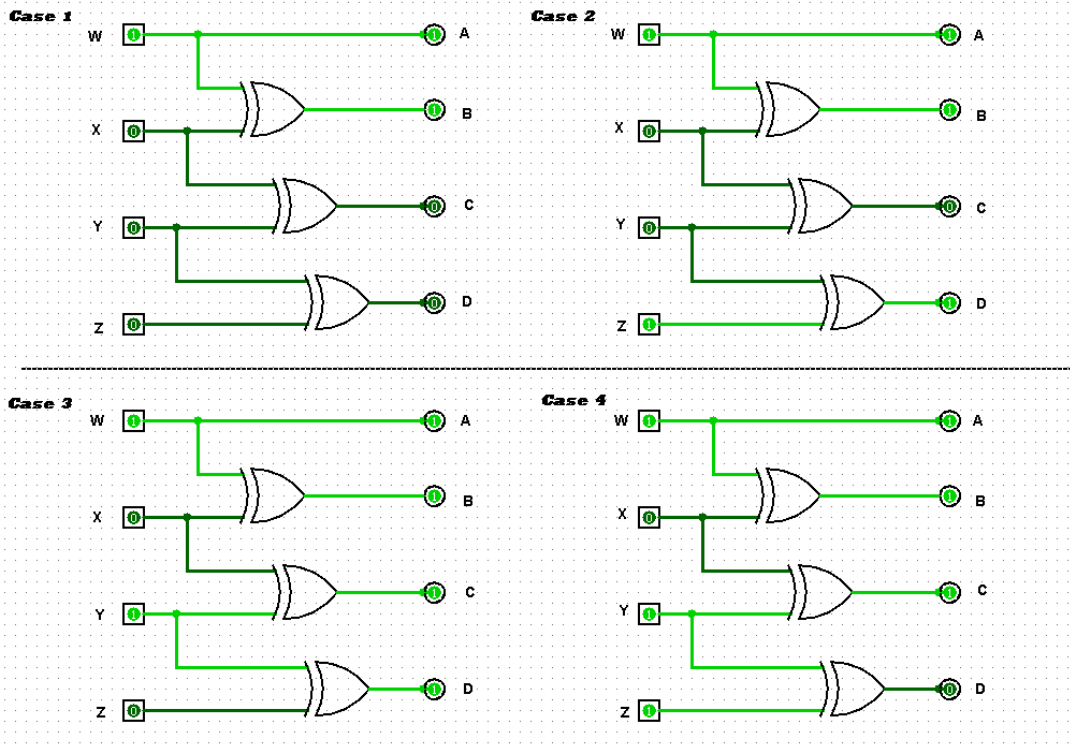 Case 1
W 1 1 A
1 B
X 0
0 C
Y 0
0 D
Z 0
Case 2
W 1 1 A
1 B
X 0
0 C
Y 0
1 D
Z 1
Case 3
W 1 1 A
1 B
X 0
1 C
Y 1
1 D
Z 0
Case 4
W 1 1 A
1 B
X 0
1 C
Y 1
0 D
Z 1